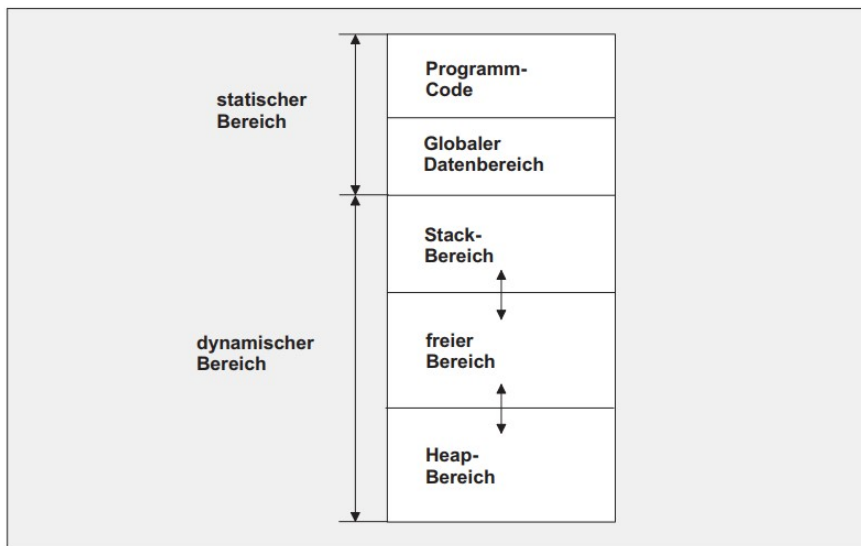 statischer
Bereich
Programm-
Code
Globaler
Datenbereich
dynamischer
Bereich
Stack-
Bereich
freier
Bereich
Heap-
Bereich